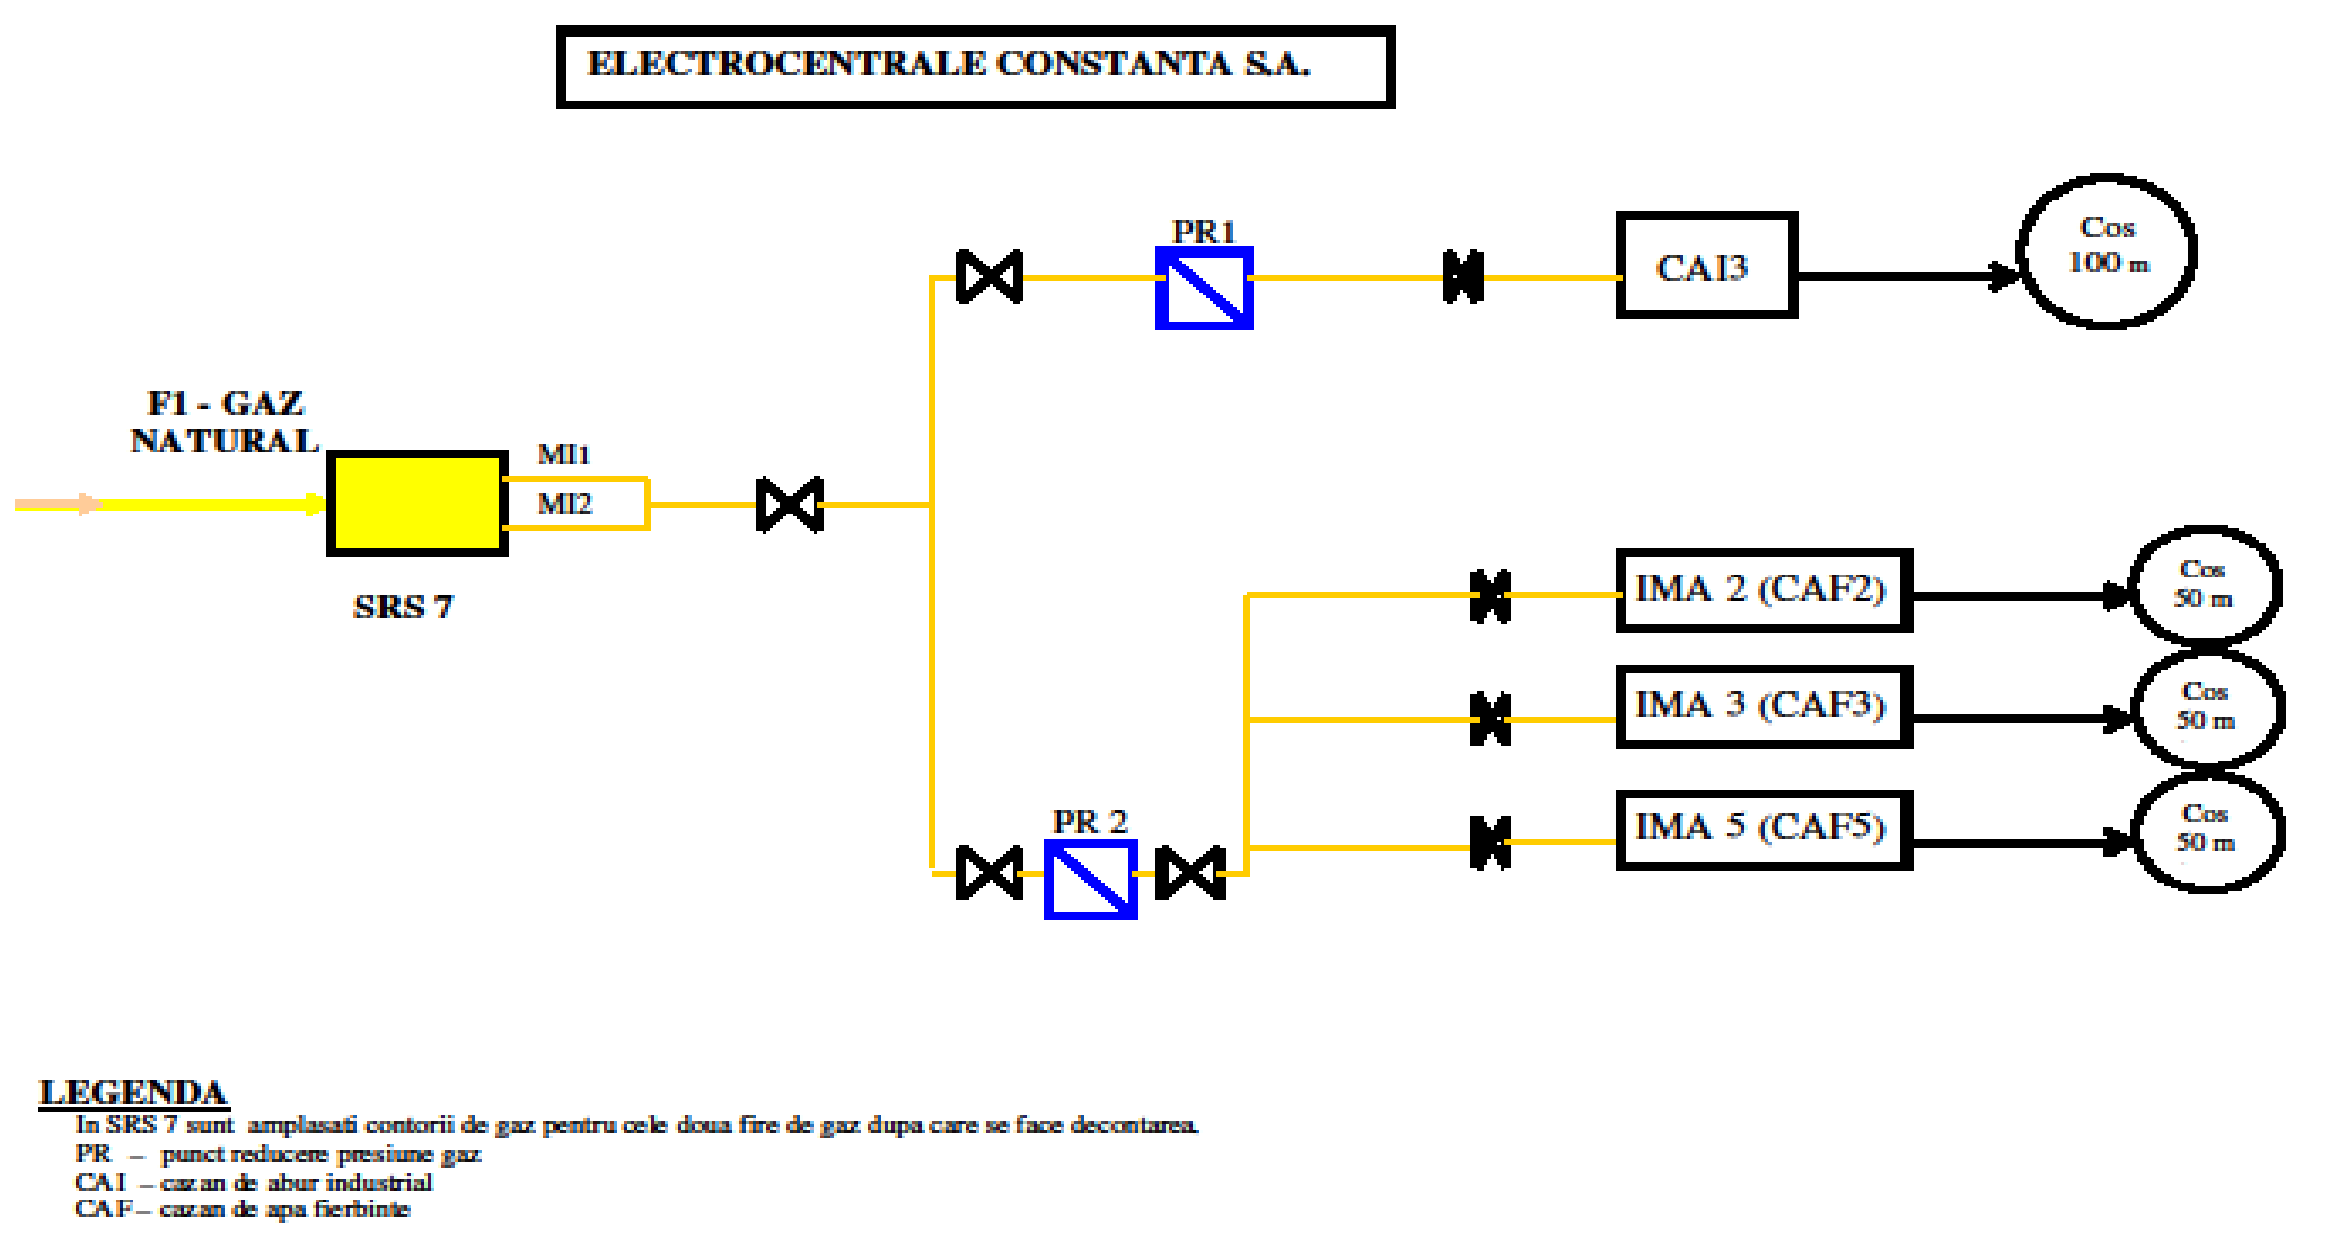 ELECTROCENTRALE CONSTANTA S.A.
PR1
CAI3
Cos
100 m
F1 - GAZ
NATURAL
MI1
MI2
SRS 7
IMA 2 (CAF2)
Cos
50 m
IMA 3 (CAF3)
Cos
50 m
PR 2
IMA 5 (CAF5)
Cos
50 m
LEGENDA
In SRS 7 sunt amplasati contorii de gaz pentru cele doua fire de gaz dupa care se face decontarea.
PR – punct reducere presiune gaz
CAI – cazan de abur industrial
CAF – cazan de apa fierbinte